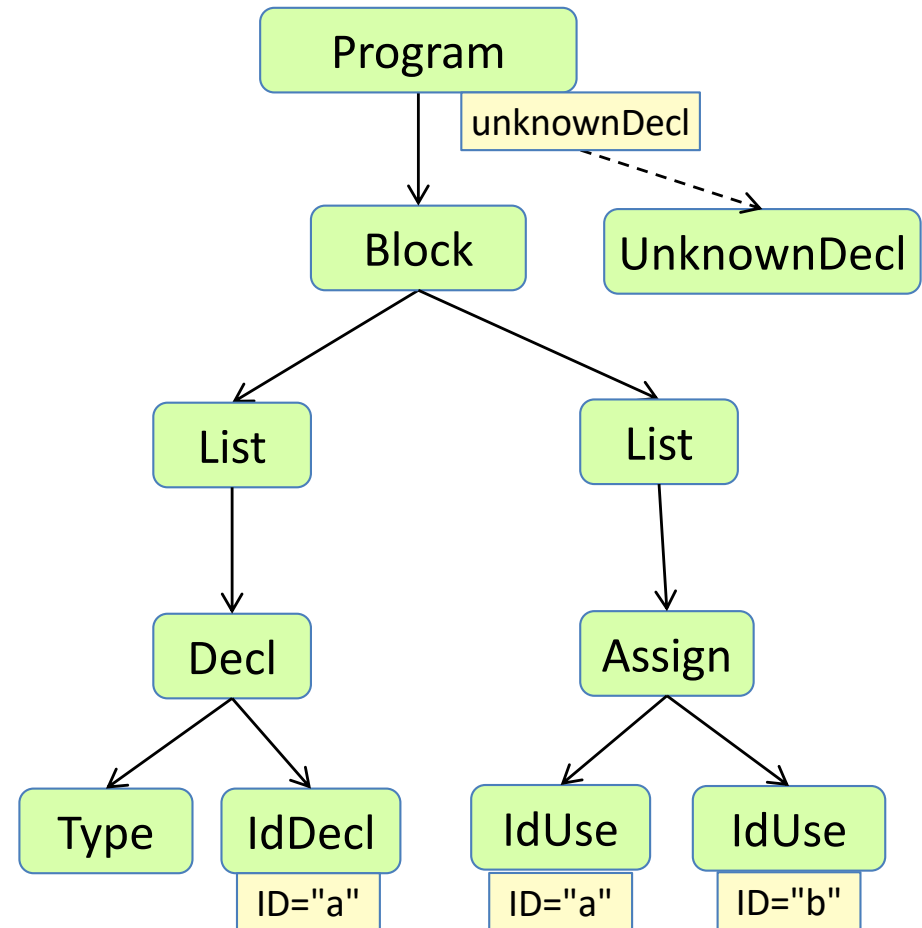 Program
unknownDecl
Block
UnknownDecl
List
List
Decl
Assign
Type
IdDecl
IdUse
IdUse
ID="a"
ID="a"
ID="b"